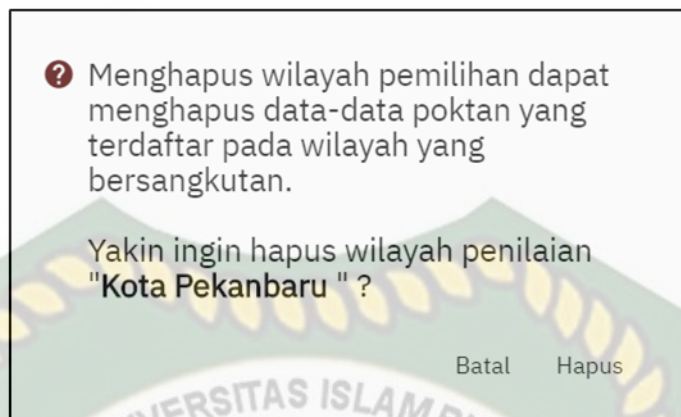 ?
Menghapus wilayah pemilihan dapat
menghapus data-data poktan yang
terdaftar pada wilayah yang
bersangkutan.
Yakin ingin hapus wilayah penilaian
"Kota Pekanbaru " ?
Batal Hapus
VERSITAS ISLAM